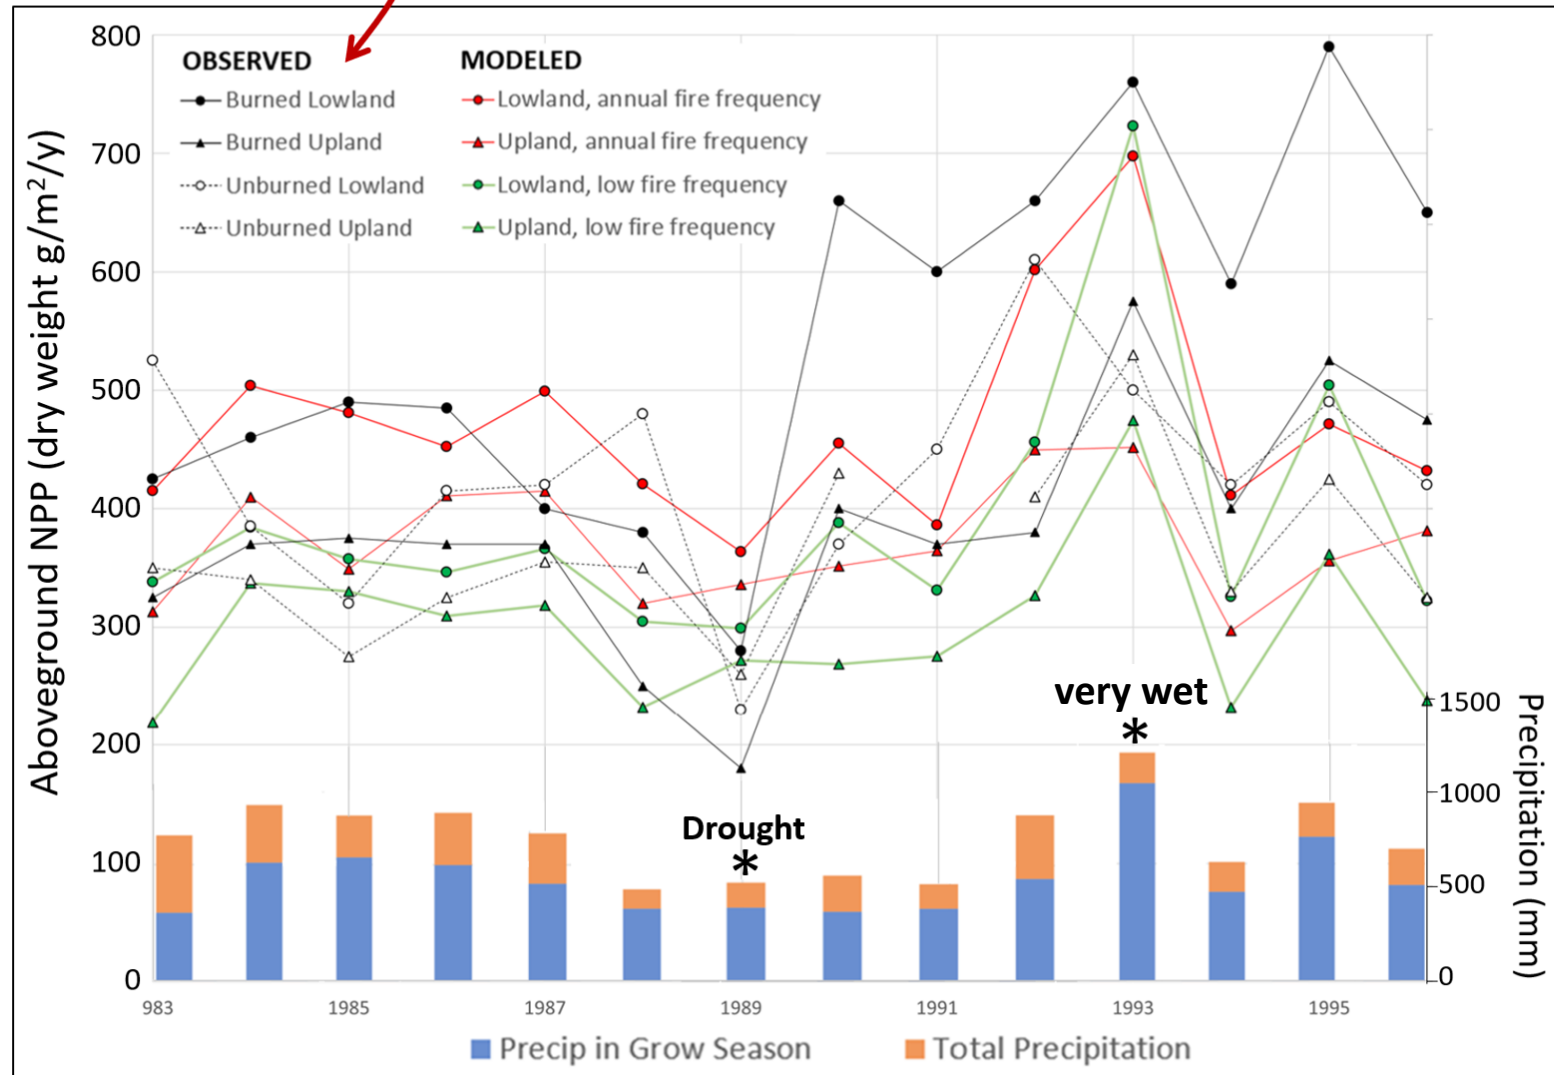 800
700
600
500
400
300
200
100
0
Aboveground NPP (dry weight g/m²/y)
OBSERVED
Burned Lowland
Burned Upland
Unburned Lowland
Unburned Upland
MODELED
Lowland, annual fire frequency
Upland, annual fire frequency
Lowland, low fire frequency
Upland, low fire frequency
very wet
*
Drought
*
1500
1000
500
0
Precipitation (mm)
983 1985 1987 1989 1991 1993 1995
Precip in Grow Season Total Precipitation